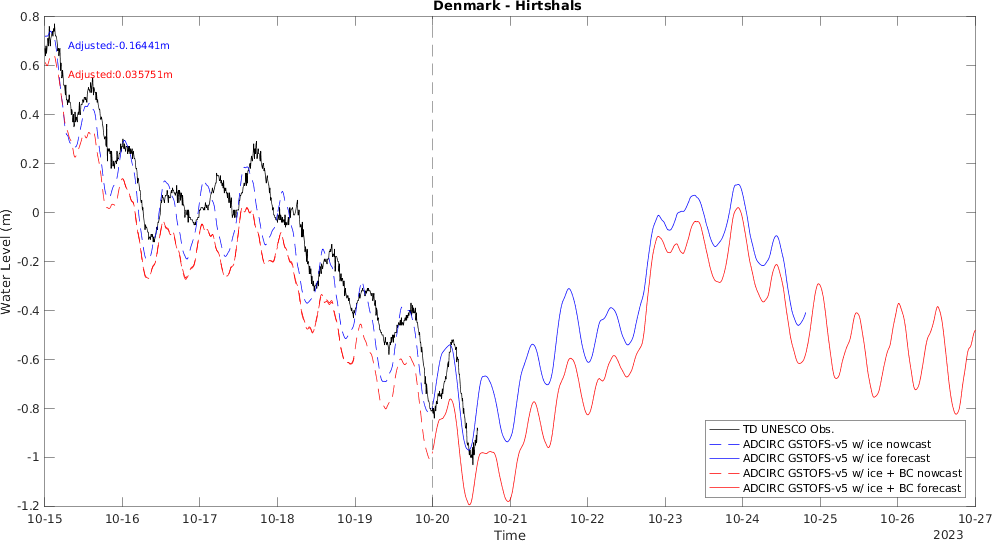 Denmark - Hirtshals
0.8
0.6
0.4
0.2
0
-0.2
-0.4
-0.6
-0.8
-1
-1.2
Water Level (m)
Adjusted:-0.16441m
Adjusted:0.035751m
TD UNESCO Obs.
ADCIRC GSTOFS-v5 w/ ice nowcast
ADCIRC GSTOFS-v5 w/ ice forecast
ADCIRC GSTOFS-v5 w/ ice + BC nowcast
ADCIRC GSTOFS-v5 w/ ice + BC forecast
10-15 10-16 10-17 10-18 10-19 10-20 10-21 10-22 10-23 10-24 10-25 10-26 10-27
Time
2023